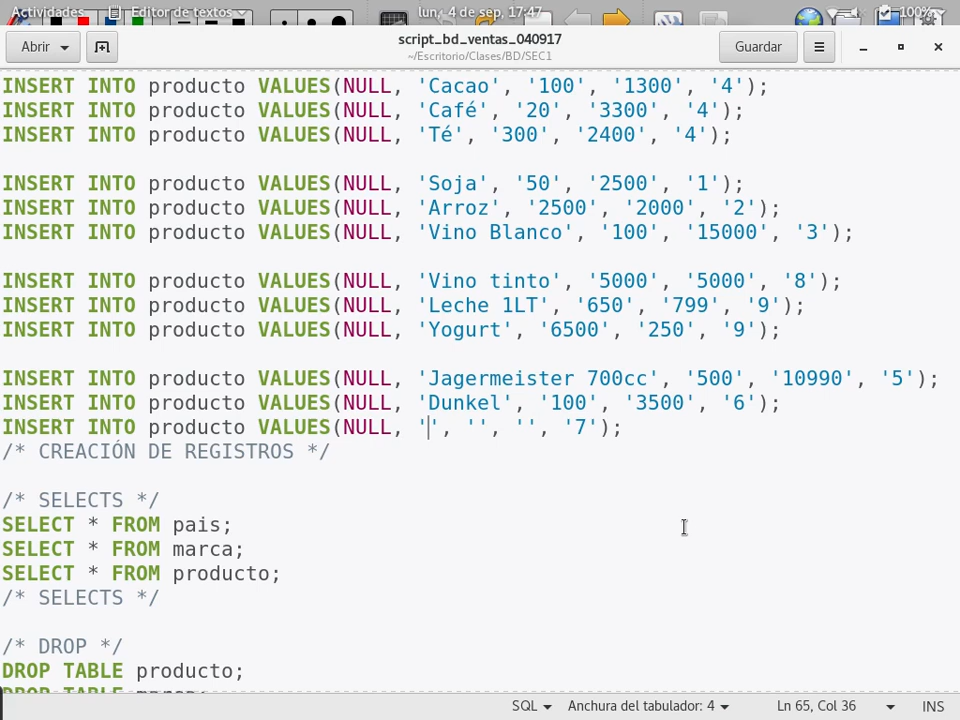 Actividades Editor de textos lun, 4 de sep, 17:47 100%
Abrir script_bd_ventas_040917 Guardar
~/Escritorio/Clases/BD/SEC1
INSERT INTO producto VALUES(NULL, 'Cacao', '100', '1300', '4');
INSERT INTO producto VALUES(NULL, 'Café', '20', '3300', '4');
INSERT INTO producto VALUES(NULL, 'Té', '300', '2400', '4');
INSERT INTO producto VALUES(NULL, 'Soja', '50', '2500', '1');
INSERT INTO producto VALUES(NULL, 'Arroz', '2500', '2000', '2');
INSERT INTO producto VALUES(NULL, 'Vino Blanco', '100', '15000', '3');
INSERT INTO producto VALUES(NULL, 'Vino tinto', '5000', '5000', '8');
INSERT INTO producto VALUES(NULL, 'Leche 1LT', '650', '799', '9');
INSERT INTO producto VALUES(NULL, 'Yogurt', '6500', '250', '9');
INSERT INTO producto VALUES(NULL, 'Jagermeister 700cc', '500', '10990', '5');
INSERT INTO producto VALUES(NULL, 'Dunkel', '100', '3500', '6');
INSERT INTO producto VALUES(NULL, '', '', '', '7');
/* CREACIÓN DE REGISTROS */
/* SELECTS */
SELECT * FROM pais;
SELECT * FROM marca;
SELECT * FROM producto;
/* SELECTS */
/* DROP */
DROP TABLE producto;
DROP TABLE marca;
SQL Anchura del tabulador: 4 Ln 65, Col 36 INS